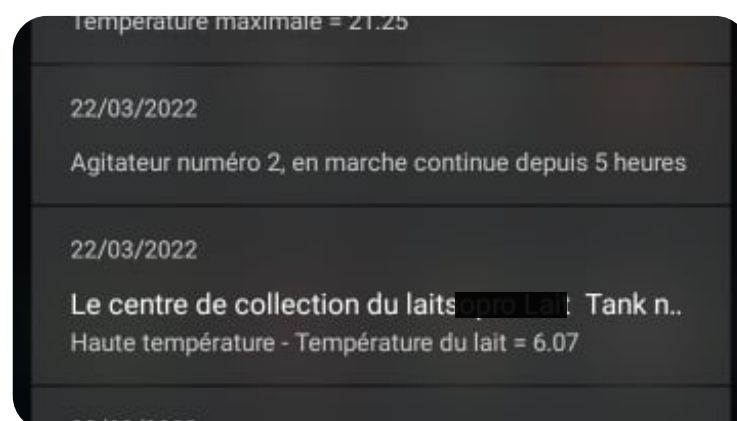 Température maximale = 21.25
22/03/2022
Agitateur numéro 2, en marche continue depuis 5 heures
22/03/2022
Le centre de collection du laits Tank n..
Haute température - Température du lait = 6.07